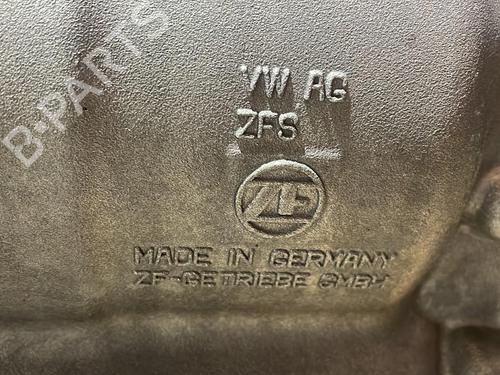 B-PARTS
VW AG
ZFS
ZF
MADE IN GERMANY
ZF-GETRIEBE GMBH